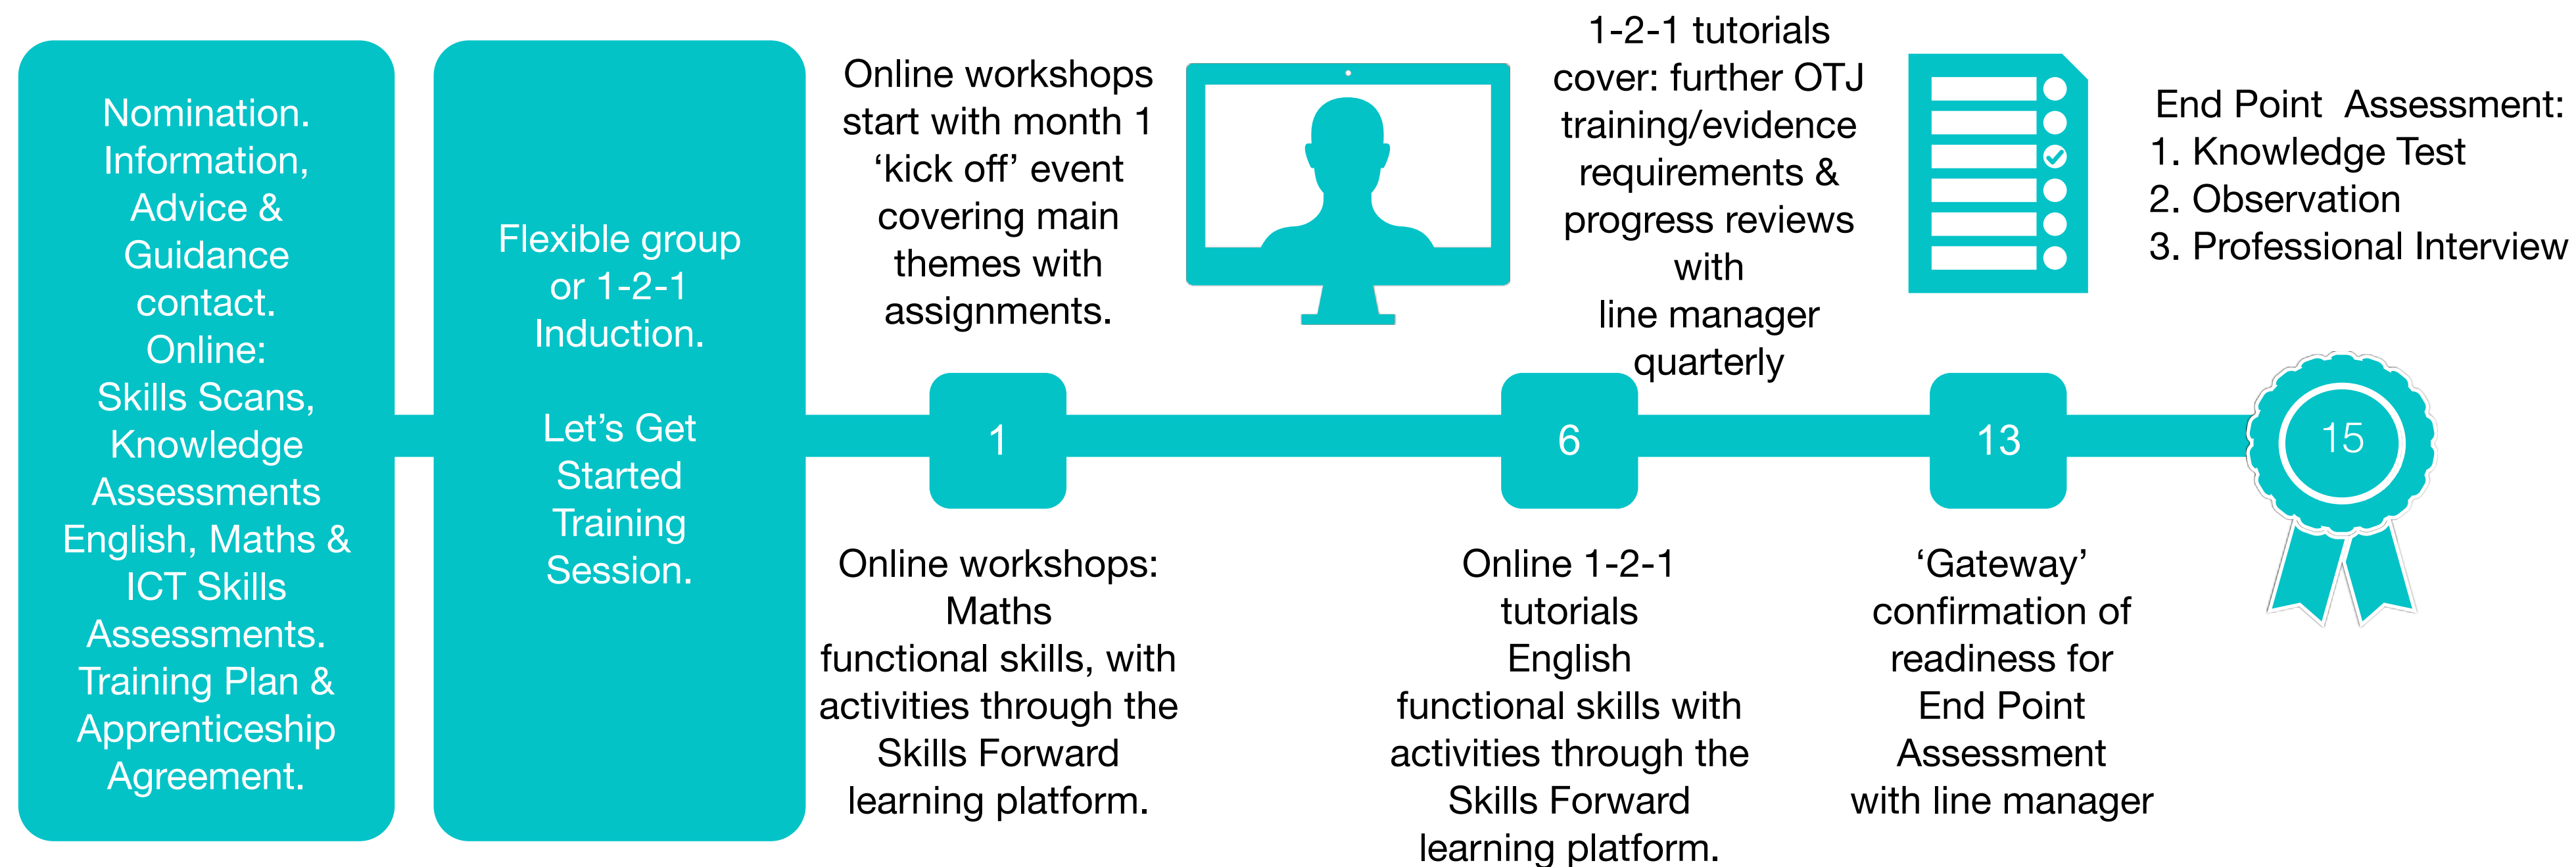 Nomination.
Information,
Advice &
Guidance
contact.
Online:
Skills Scans,
Knowledge
Assessments
English, Maths &
ICT Skills
Assessments.
Training Plan &
Apprenticeship
Agreement.
Flexible group
or 1-2-1
Induction.
Let’s Get
Started
Training
Session.
Online workshops
start with month 1
‘kick off’ event
covering main
themes with
assignments.
1
Online workshops:
Maths
functional skills, with
activities through the
Skills Forward
learning platform.
1-2-1 tutorials
cover: further OTJ
training/evidence
requirements &
progress reviews
with
line manager
quarterly
6
Online 1-2-1
tutorials
English
functional skills with
activities through the
Skills Forward
learning platform.
13
‘Gateway’
confirmation of
readiness for
End Point
Assessment
with line manager
End Point Assessment:
1. Knowledge Test
2. Observation
3. Professional Interview
15